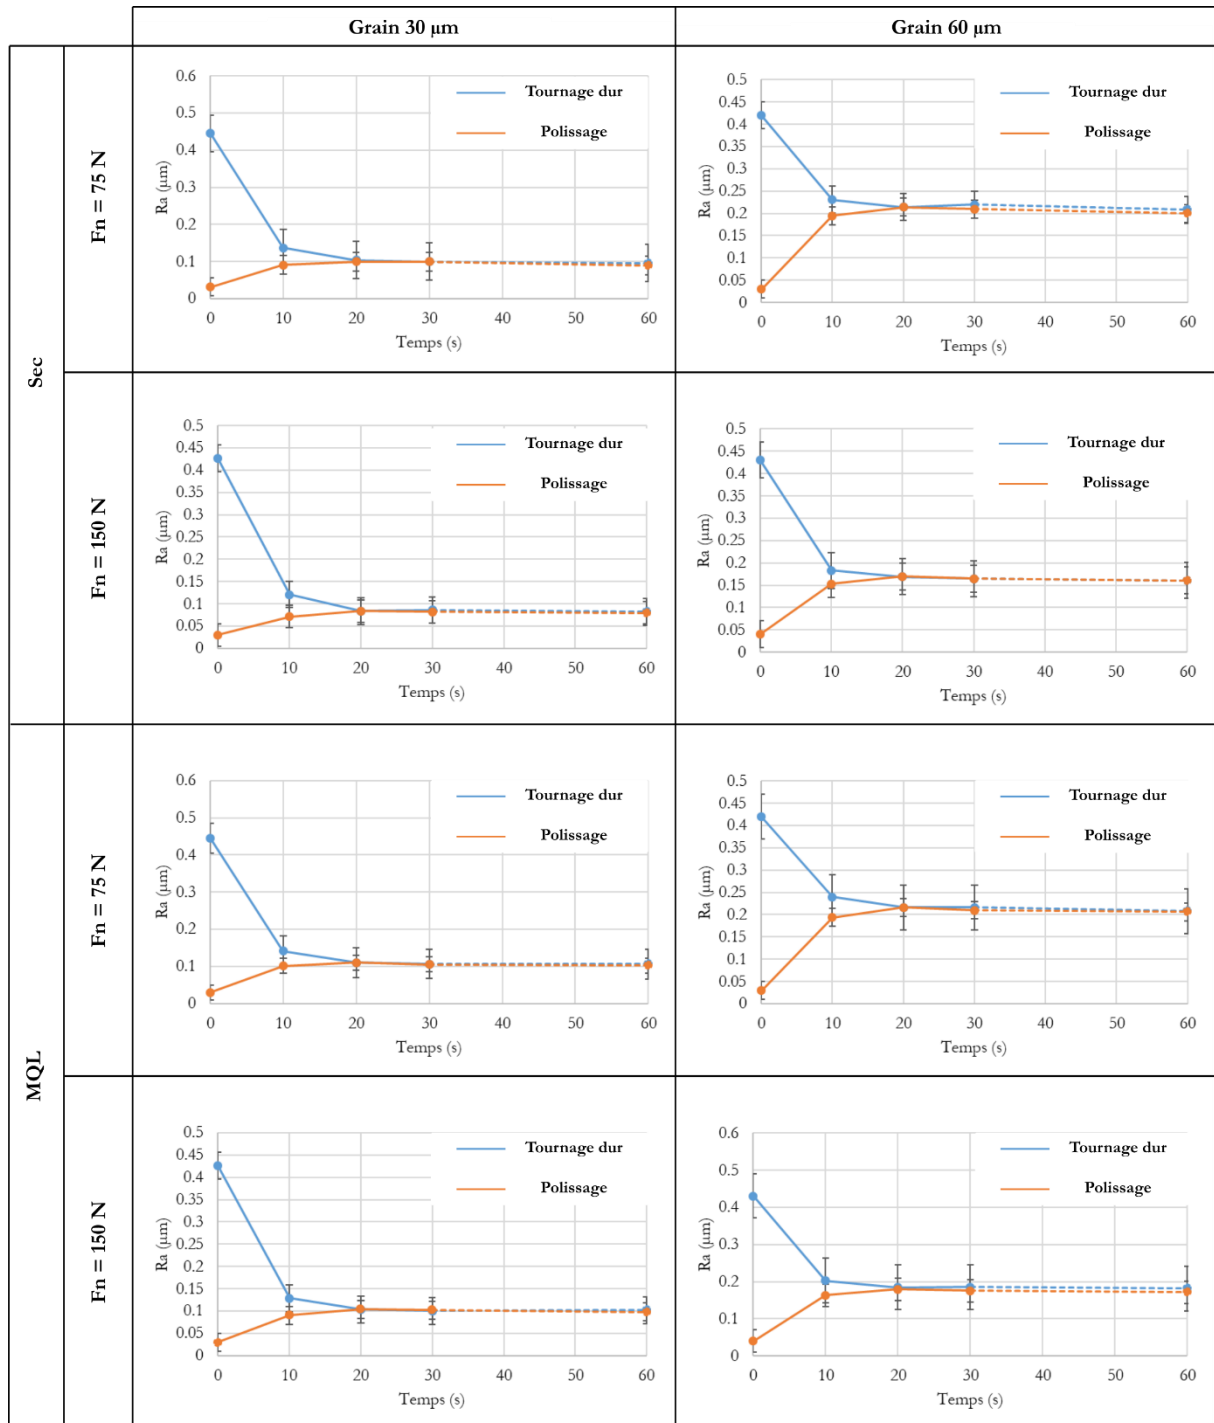 Grain 30 µm
Grain 60 µm
Sec
Fn = 75 N
0.6
0.5
0.4
0.3
0.2
0.1
0
Ra (µm)
Tournage dur
Polissage
0 10 20 30 40 50 60
Temps (s)
0.5
0.45
0.4
0.35
0.3
0.25
0.2
0.15
0.1
0.05
0
Ra (µm)
Tournage dur
Polissage
0 10 20 30 40 50 60
Temps (s)
Fn = 150 N
0.5
0.45
0.4
0.35
0.3
0.25
0.2
0.15
0.1
0.05
0
Ra (µm)
Tournage dur
Polissage
0 10 20 30 40 50 60
Temps (s)
0.5
0.45
0.4
0.35
0.3
0.25
0.2
0.15
0.1
0.05
0
Ra (µm)
Tournage dur
Polissage
0 10 20 30 40 50 60
Temps (s)
MQL
Fn = 75 N
0.6
0.5
0.4
0.3
0.2
0.1
0
Ra (µm)
Tournage dur
Polissage
0 10 20 30 40 50 60
Temps (s)
0.5
0.45
0.4
0.35
0.3
0.25
0.2
0.15
0.1
0.05
0
Ra (µm)
Tournage dur
Polissage
0 10 20 30 40 50 60
Temps (s)
Fn = 150 N
0.5
0.45
0.4
0.35
0.3
0.25
0.2
0.15
0.1
0.05
0
Ra (µm)
Tournage dur
Polissage
0 10 20 30 40 50 60
Temps (s)
0.6
0.5
0.4
0.3
0.2
0.1
0
Ra (µm)
Tournage dur
Polissage
0 10 20 30 40 50 60
Temps (s)